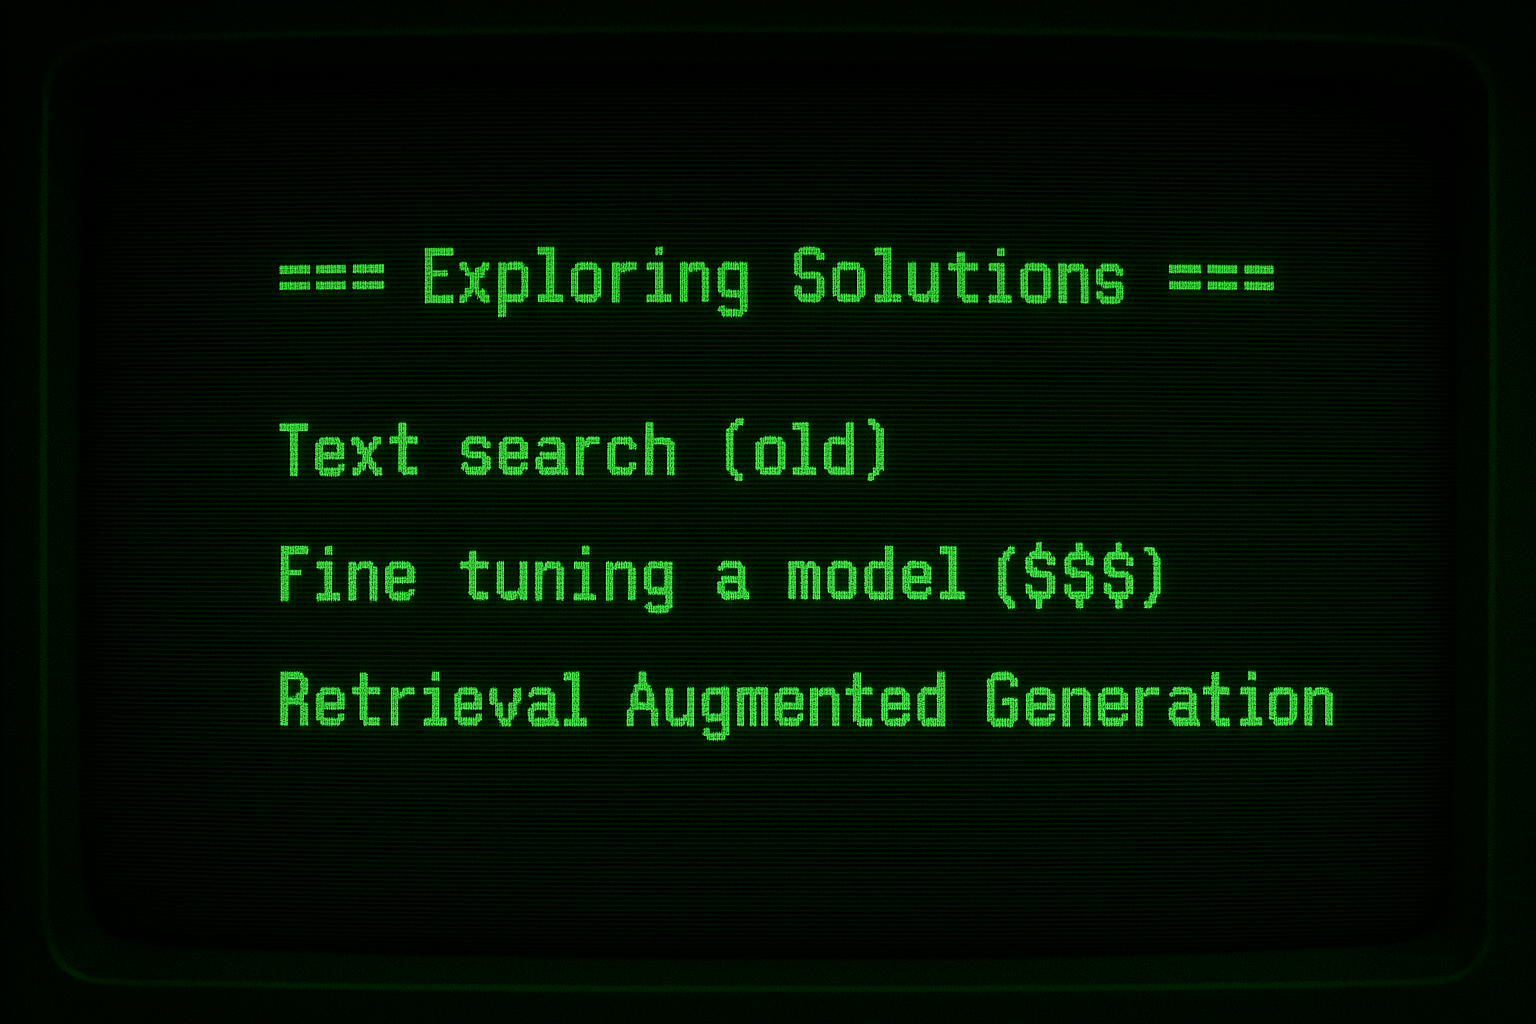 === Exploring Solutions ===
Text search (old)
Fine tuning a model ($$$)
Retrieval Augmented Generation